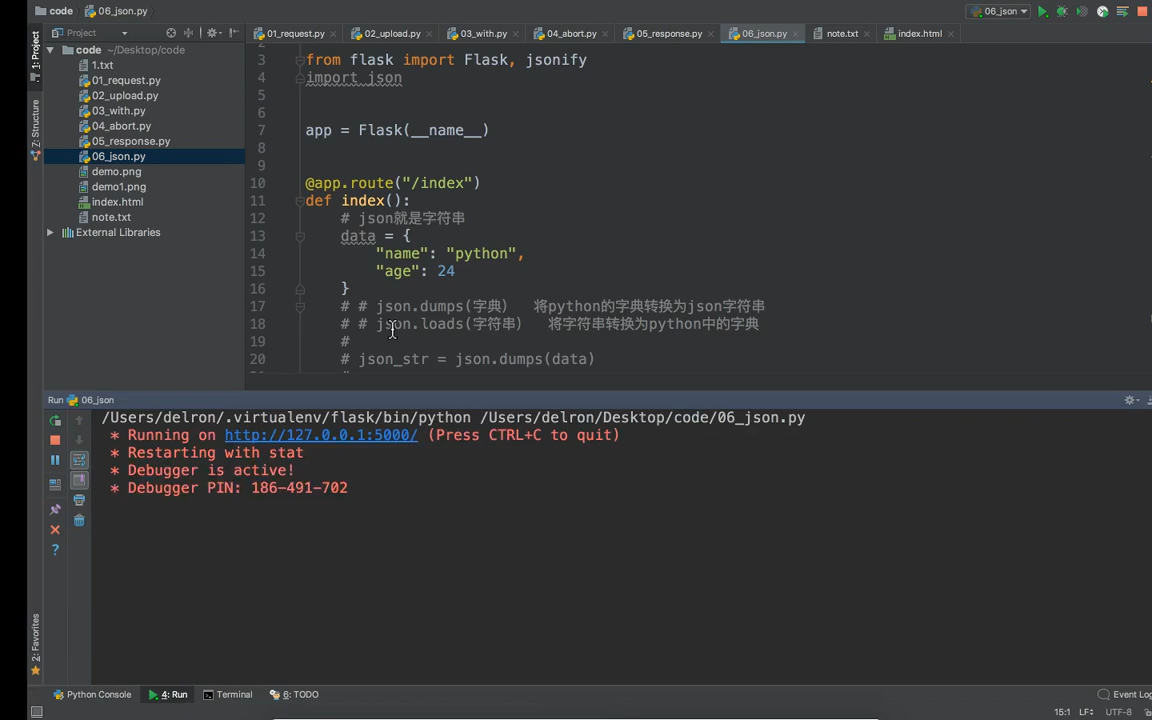 code 06_json.py 06_json
Project
01_request.py 02_upload.py 03_with.py 04_abort.py 05_response.py 06_json.py note.txt index.html
1: Project
Z: Structure
2: Favorites
code ~/Desktop/code
1.txt
01_request.py
02_upload.py
03_with.py
04_abort.py
05_response.py
06_json.py
demo.png
demo1.png
index.html
note.txt
External Libraries
2
3 from flask import Flask, jsonify
4 import json
5
6
7 app = Flask(__name__)
8
9
10 @app.route("/index")
11 def index():
12 # json就是字符串
13 data = {
14 "name": "python",
15 "age": 24
16 }
17 # # json.dumps(字典) 将python的字典转换为json字符串
18 # # json.loads(字符串) 将字符串转换为python中的字典
19 #
20 # json_str = json.dumps(data)
Run 06_json
/Users/delron/.virtualenv/flask/bin/python /Users/delron/Desktop/code/06_json.py
* Running on http://127.0.0.1:5000/ (Press CTRL+C to quit)
* Restarting with stat
* Debugger is active!
* Debugger PIN: 186-491-702
Python Console 4: Run Terminal 6: TODO Event Log
15:1 LF UTF-8